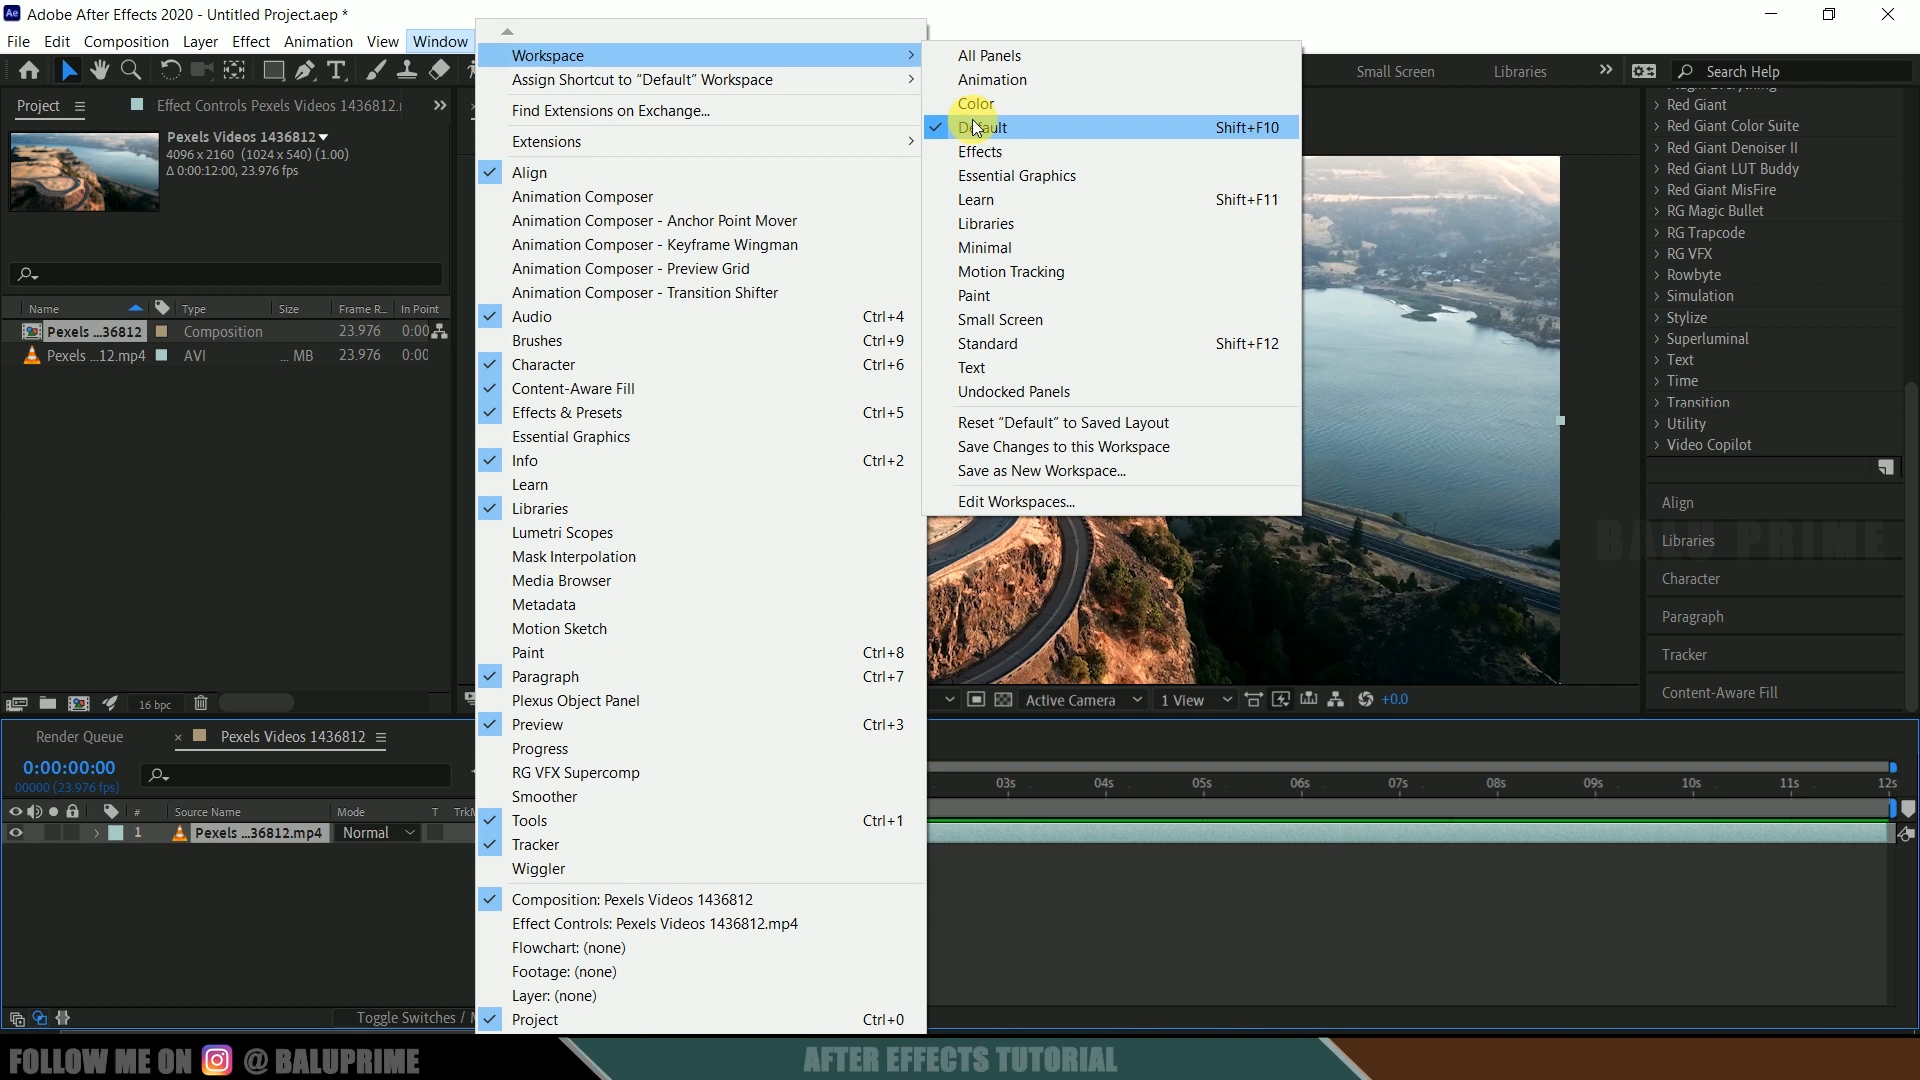 Ae Adobe After Effects 2020 - Untitled Project.aep *
File Edit Composition Layer Effect Animation View Window
Small Screen Libraries Search Help
Project Effect Controls Pexels Videos 1436812.
Pexels Videos 1436812
4096 x 2160 (1024 x 540) (1.00)
Δ 0:00:12:00, 23.976 fps
Name Type Size Frame R... In Point
Pexels ...36812 Composition 23.976 0:00
Pexels ...12.mp4 AVI ... MB 23.976 0:00
16 bpc
Workspace
Assign Shortcut to “Default” Workspace
Find Extensions on Exchange...
Extensions
Align
Animation Composer
Animation Composer - Anchor Point Mover
Animation Composer - Keyframe Wingman
Animation Composer - Preview Grid
Animation Composer - Transition Shifter
Audio Ctrl+4
Brushes Ctrl+9
Character Ctrl+6
Content-Aware Fill
Effects & Presets Ctrl+5
Essential Graphics
Info Ctrl+2
Learn
Libraries
Lumetri Scopes
Mask Interpolation
Media Browser
Metadata
Motion Sketch
Paint Ctrl+8
Paragraph Ctrl+7
Plexus Object Panel
Preview Ctrl+3
Progress
RG VFX Supercomp
Smoother
Tools Ctrl+1
Tracker
Wiggler
Composition: Pexels Videos 1436812
Effect Controls: Pexels Videos 1436812.mp4
Flowchart: (none)
Footage: (none)
Layer: (none)
Project Ctrl+0
All Panels
Animation
Color
Default Shift+F10
Effects
Essential Graphics
Learn Shift+F11
Libraries
Minimal
Motion Tracking
Paint
Small Screen
Standard Shift+F12
Text
Undocked Panels
Reset “Default” to Saved Layout
Save Changes to this Workspace
Save as New Workspace...
Edit Workspaces...
Red Giant
Red Giant Color Suite
Red Giant Denoiser II
Red Giant LUT Buddy
Red Giant MisFire
RG Magic Bullet
RG Trapcode
RG VFX
Rowbyte
Simulation
Stylize
Superluminal
Text
Time
Transition
Utility
Video Copilot
Align
BALU PRIME
Libraries
Character
Paragraph
Tracker
Content-Aware Fill
Active Camera 1 View +0.0
Render Queue × Pexels Videos 1436812
0:00:00:00
00000 (23.976 fps)
03s 04s 05s 06s 07s 08s 09s 10s 11s 12s
# Source Name Mode T TrkM
1 Pexels ...36812.mp4 Normal
Toggle Switches /
FOLLOW ME ON @ BALUPRIME
AFTER EFFECTS TUTORIAL